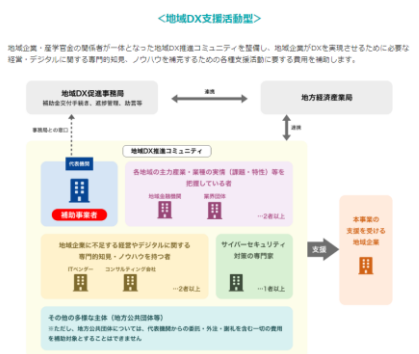 ＜地域DX支援活動型＞
地域企業・産学官金の関係者が一体となった地域DX推進コミュニティを整備し、地域企業がDXを実現させるために必要な
経営・デジタルに関する専門的知見、ノウハウを補完するための各種支援活動に要する費用を補助します。
地域DX促進事務局
補助金交付手続き、進捗管理、助言等
連携
地方経済産業局
事務局との窓口
連携
地域DX推進コミュニティ
代表機関
補助事業者
各地域の主力産業・業種の実情（課題・特性）等を
把握している者
地域金融機関
業界団体
…2者以上
地域企業に不足する経営やデジタルに関する
専門的知見・ノウハウを持つ者
ITベンダー
コンサルティング会社
…2者以上
サイバーセキュリティ
対策の専門家
…1者以上
支援
本事業の
支援を受ける
地域企業
その他の多様な主体（地方公共団体等）
※ただし、地方公共団体については、代表機関からの委託・外注・謝礼を含む一切の費用
を補助対象とすることはできません